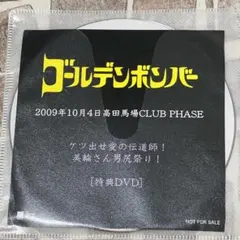 ゴールデンボンバー
2009年10月4日高田馬場CLUB PHASE
ケツ出せ愛の伝道師！
美輪さん男尻祭り！
［特典DVD］
NOT FOR SALE